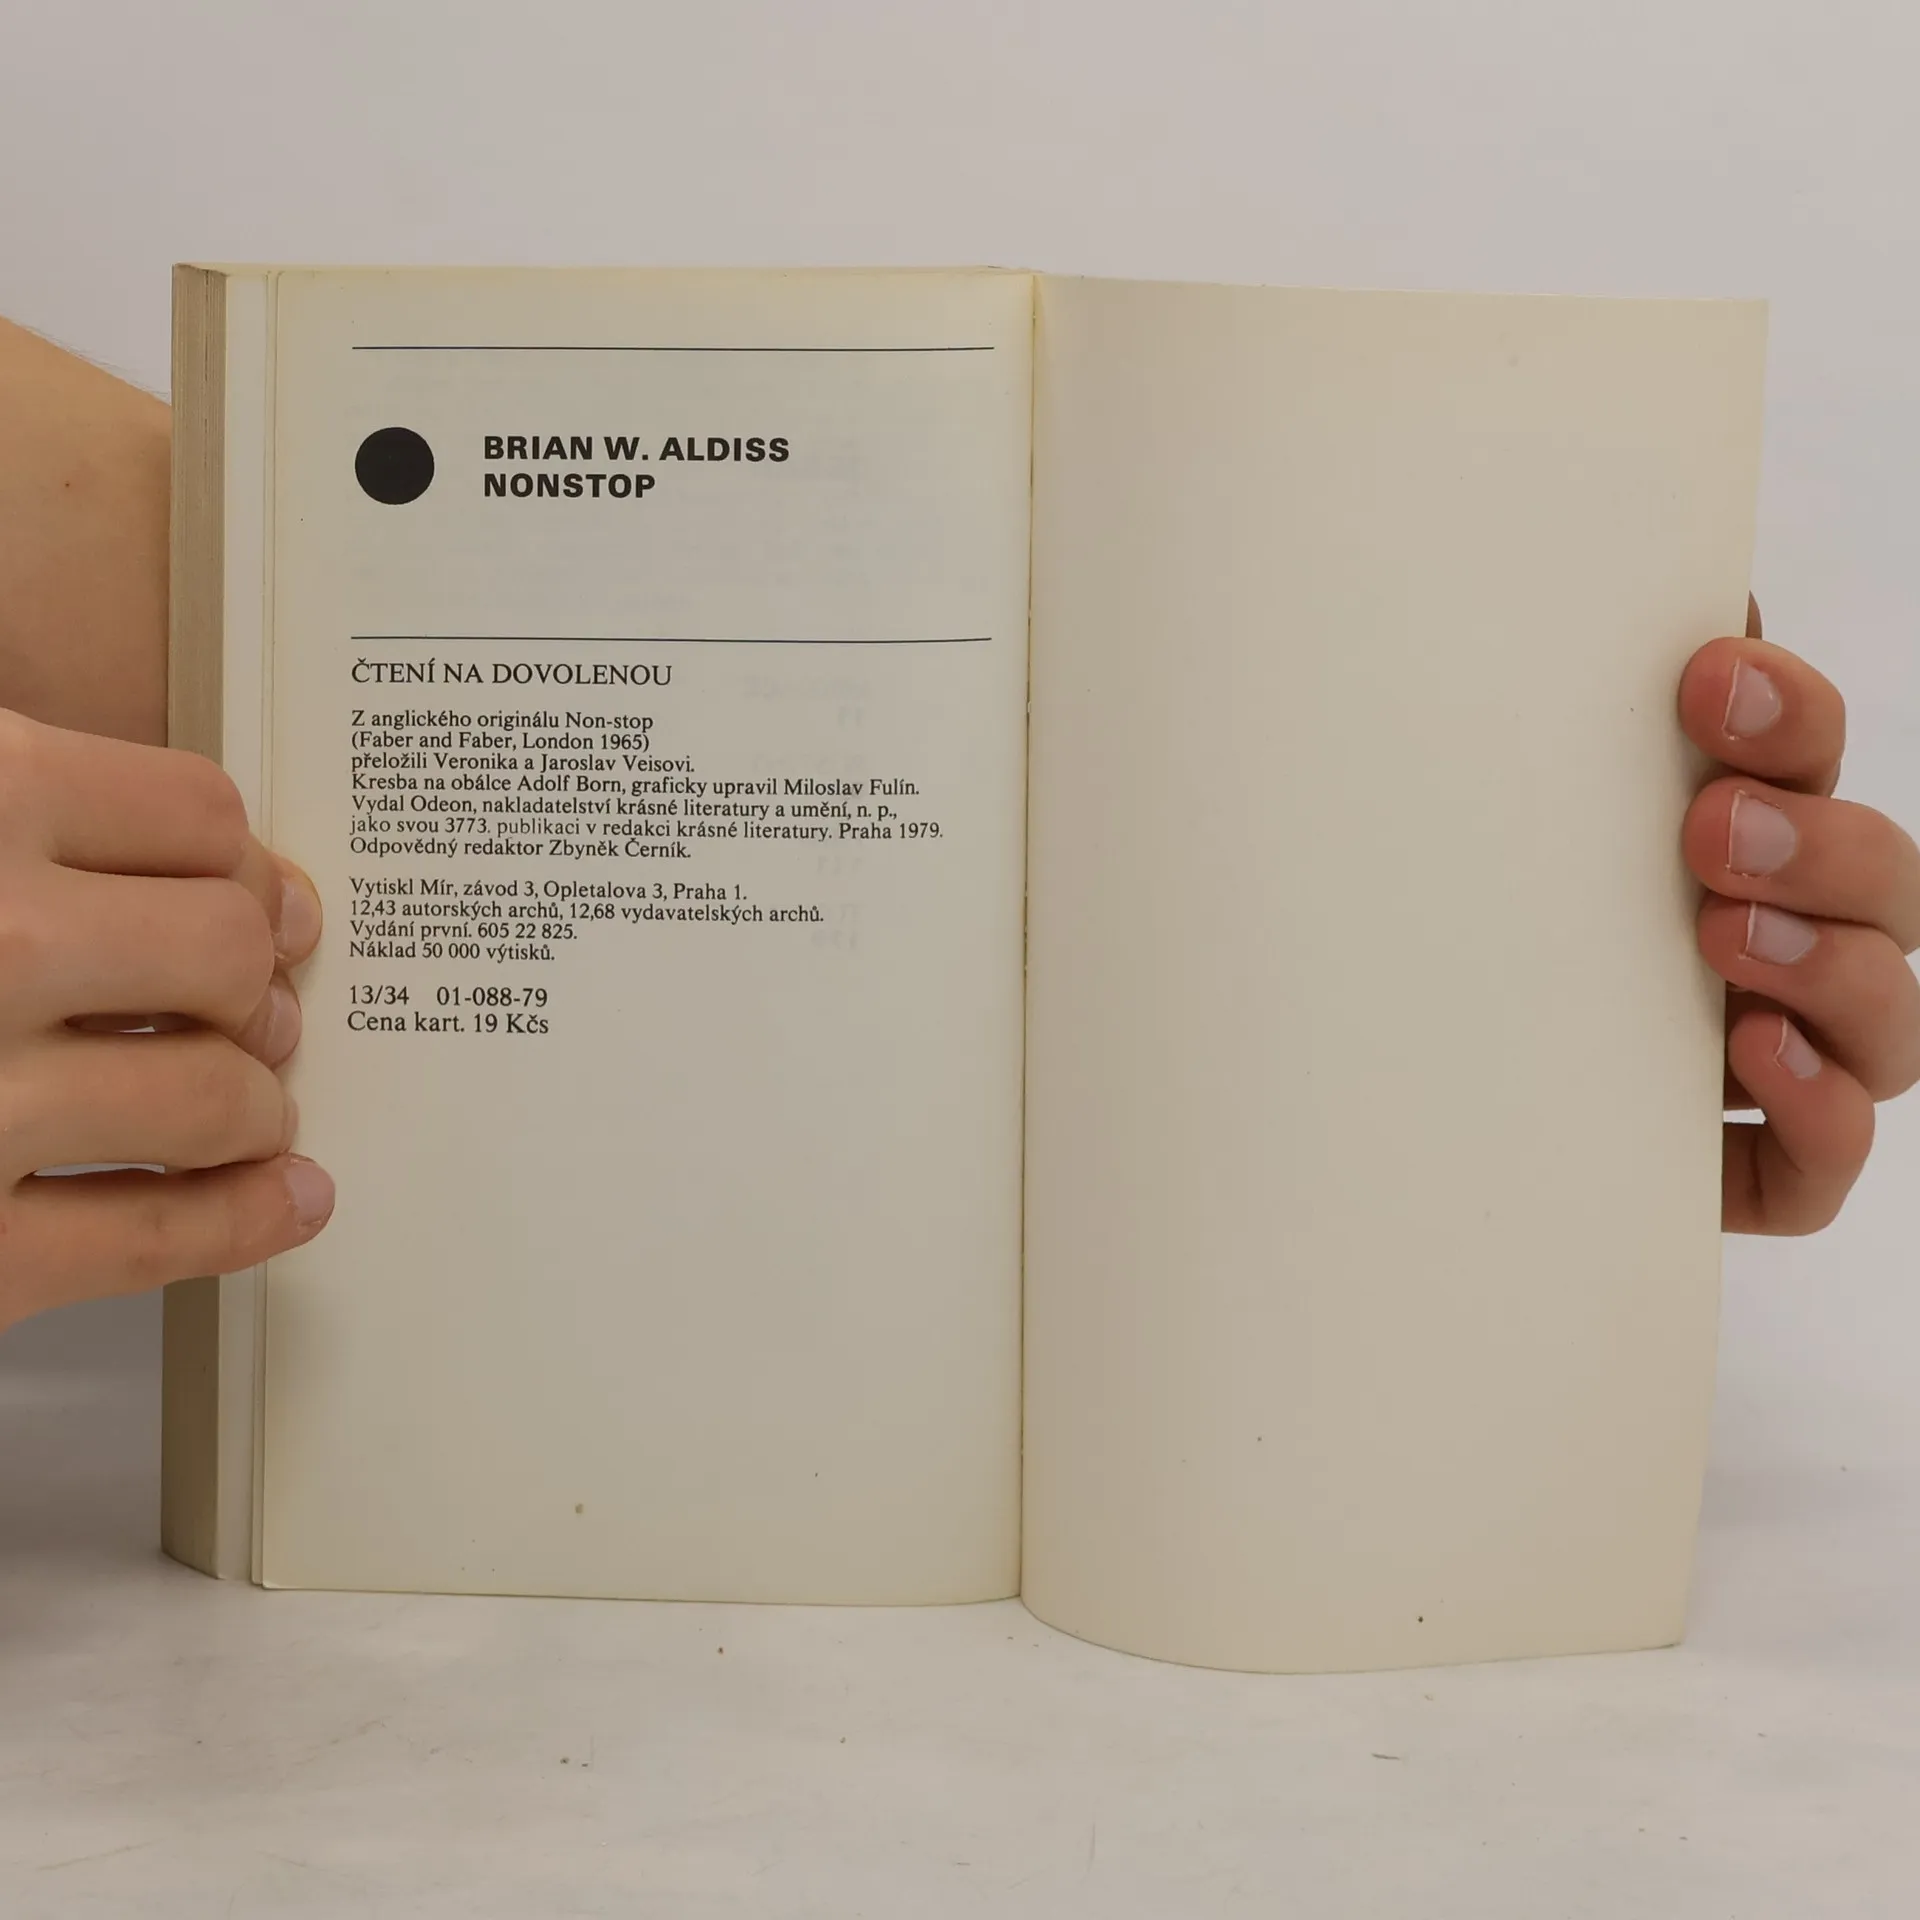 BRIAN W. ALDISS
NONSTOP
ČTENÍ NA DOVOLENOU
Z anglického originálu Non-stop
(Faber and Faber, London 1965)
přeložili Veronika a Jaroslav Veisovi.
Kresba na obálce Adolf Born, graficky upravil Miloslav Fulín.
Vydal Odeon, nakladatelství krásné literatury a umění, n. p.,
jako svou 3773. publikaci v redakci krásné literatury. Praha 1979.
Odpovědný redaktor Zbyněk Černík.
Vytiskl Mír, závod 3, Opletalova 3, Praha 1.
12,43 autorských archů, 12,68 vydavatelských archů.
Vydání první. 605 22 825.
Náklad 50 000 výtisků.
13/34 01-088-79
Cena kart. 19 Kčs